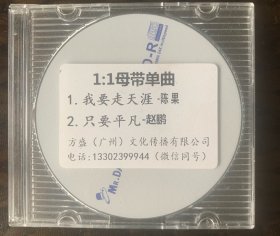 1:1母带单曲
1. 我要走天涯-陈果
2. 只要平凡-赵鹏
方盛（广州）文化传播有限公司
电话:13302399944（微信同号）